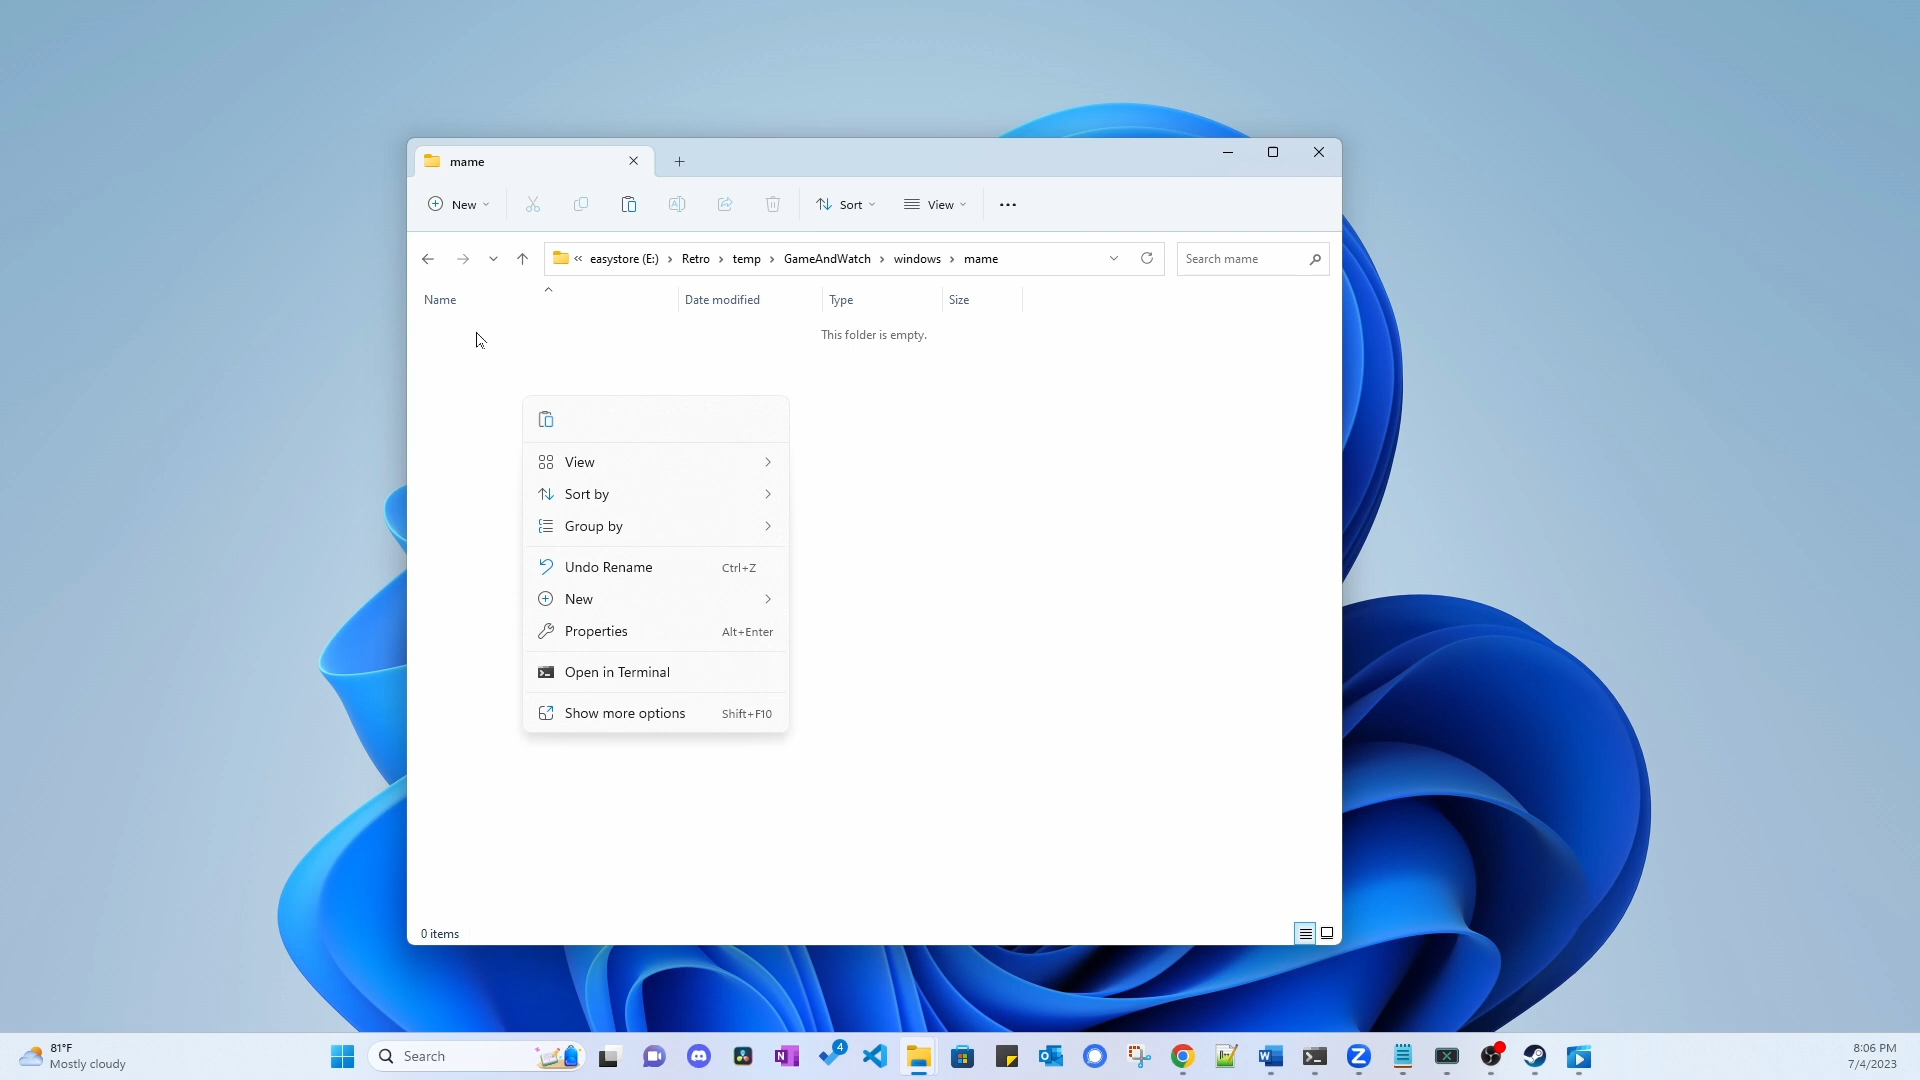 mame
New
Sort
View
easystore (E:) Retro temp GameAndWatch windows mame
Search mame
Name Date modified Type Size
This folder is empty.
View
Sort by
Group by
Undo Rename Ctrl+Z
New
Properties Alt+Enter
Open in Terminal
Show more options Shift+F10
0 items
81°F
Mostly cloudy
Search
4
8:06 PM
7/4/2023